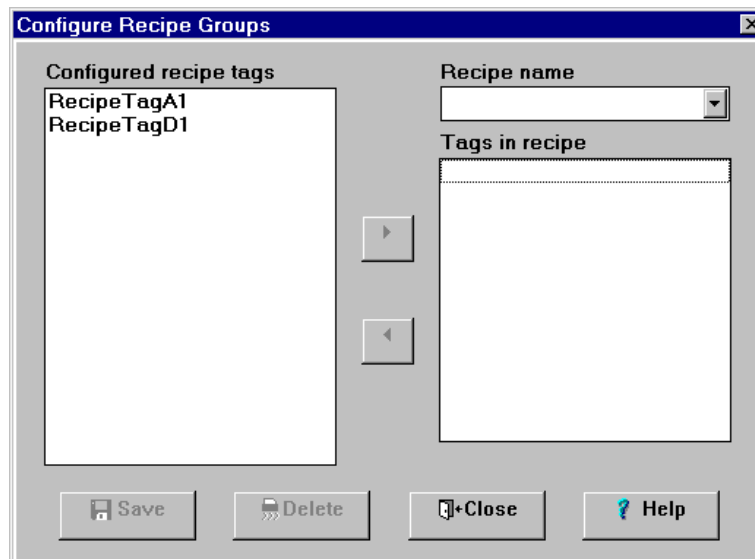 Configure Recipe Groups
Configured recipe tags
RecipeTagA1
RecipeTagD1
Recipe name
Tags in recipe
Save
Delete
Close
Help